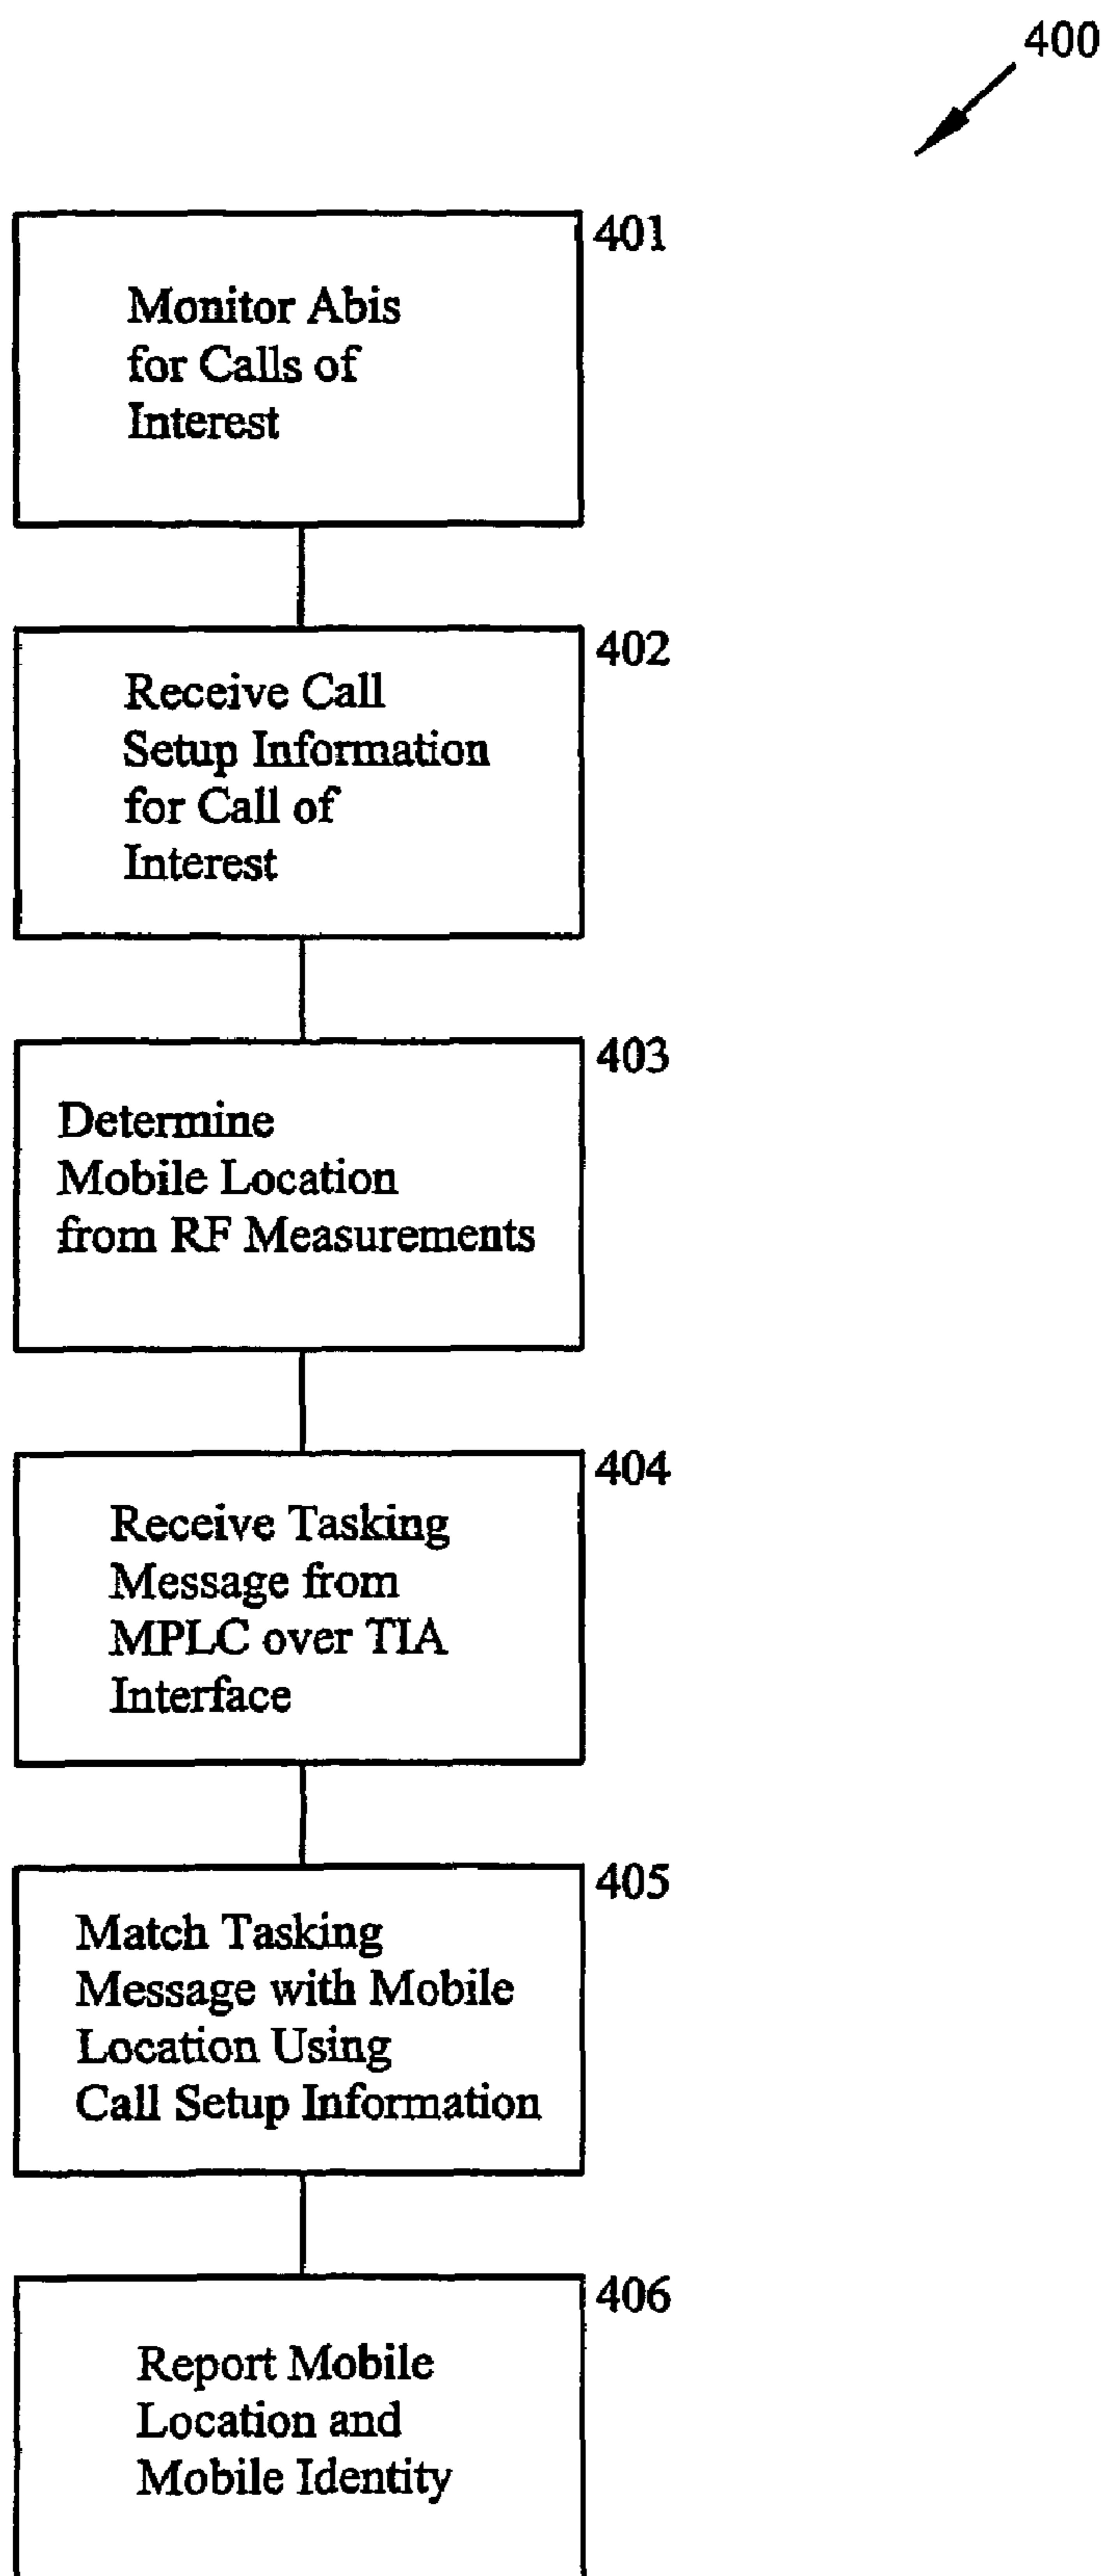 400
401
Monitor Abis
for Calls of
Interest
402
Receive Call
Setup Information
for Call of
Interest
403
Determine
Mobile Location
from RF Measurements
404
Receive Tasking
Message from
MPLC over TIA
Interface
405
Match Tasking
Message with Mobile
Location Using
Call Setup Information
406
Report Mobile
Location and
Mobile Identity